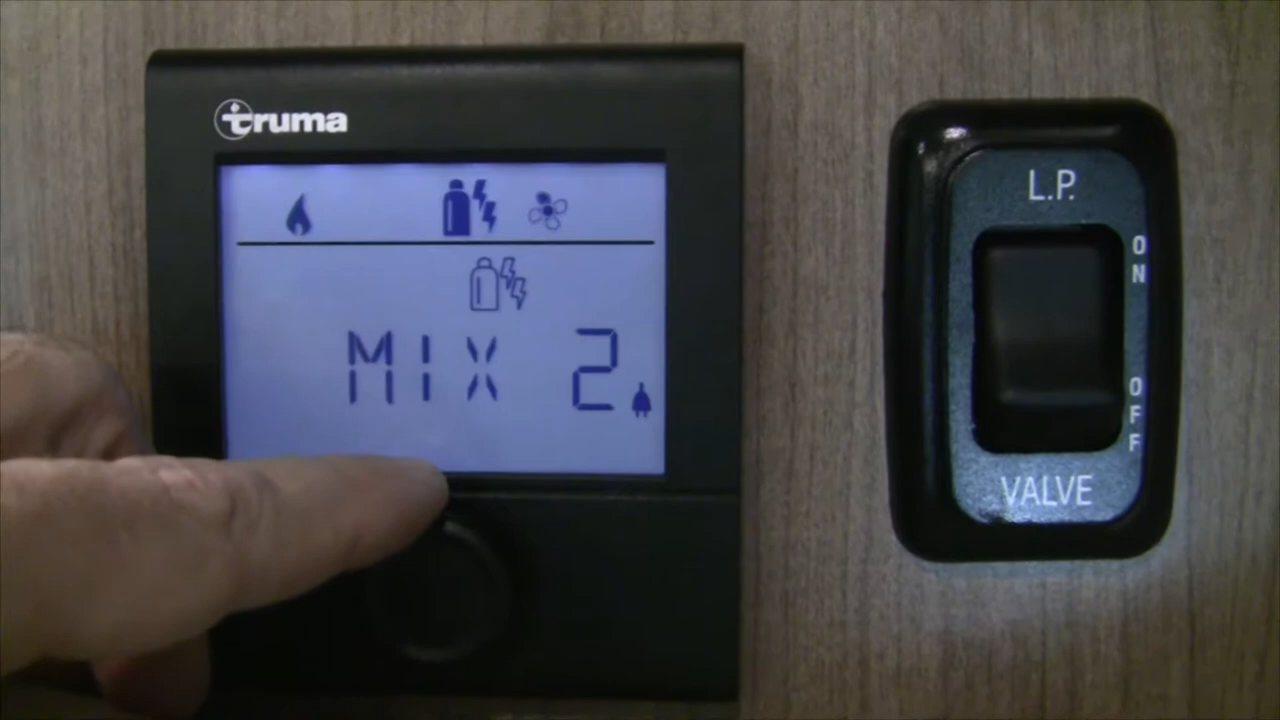 truma
MIX 2
L.P.
ON
OFF
VALVE